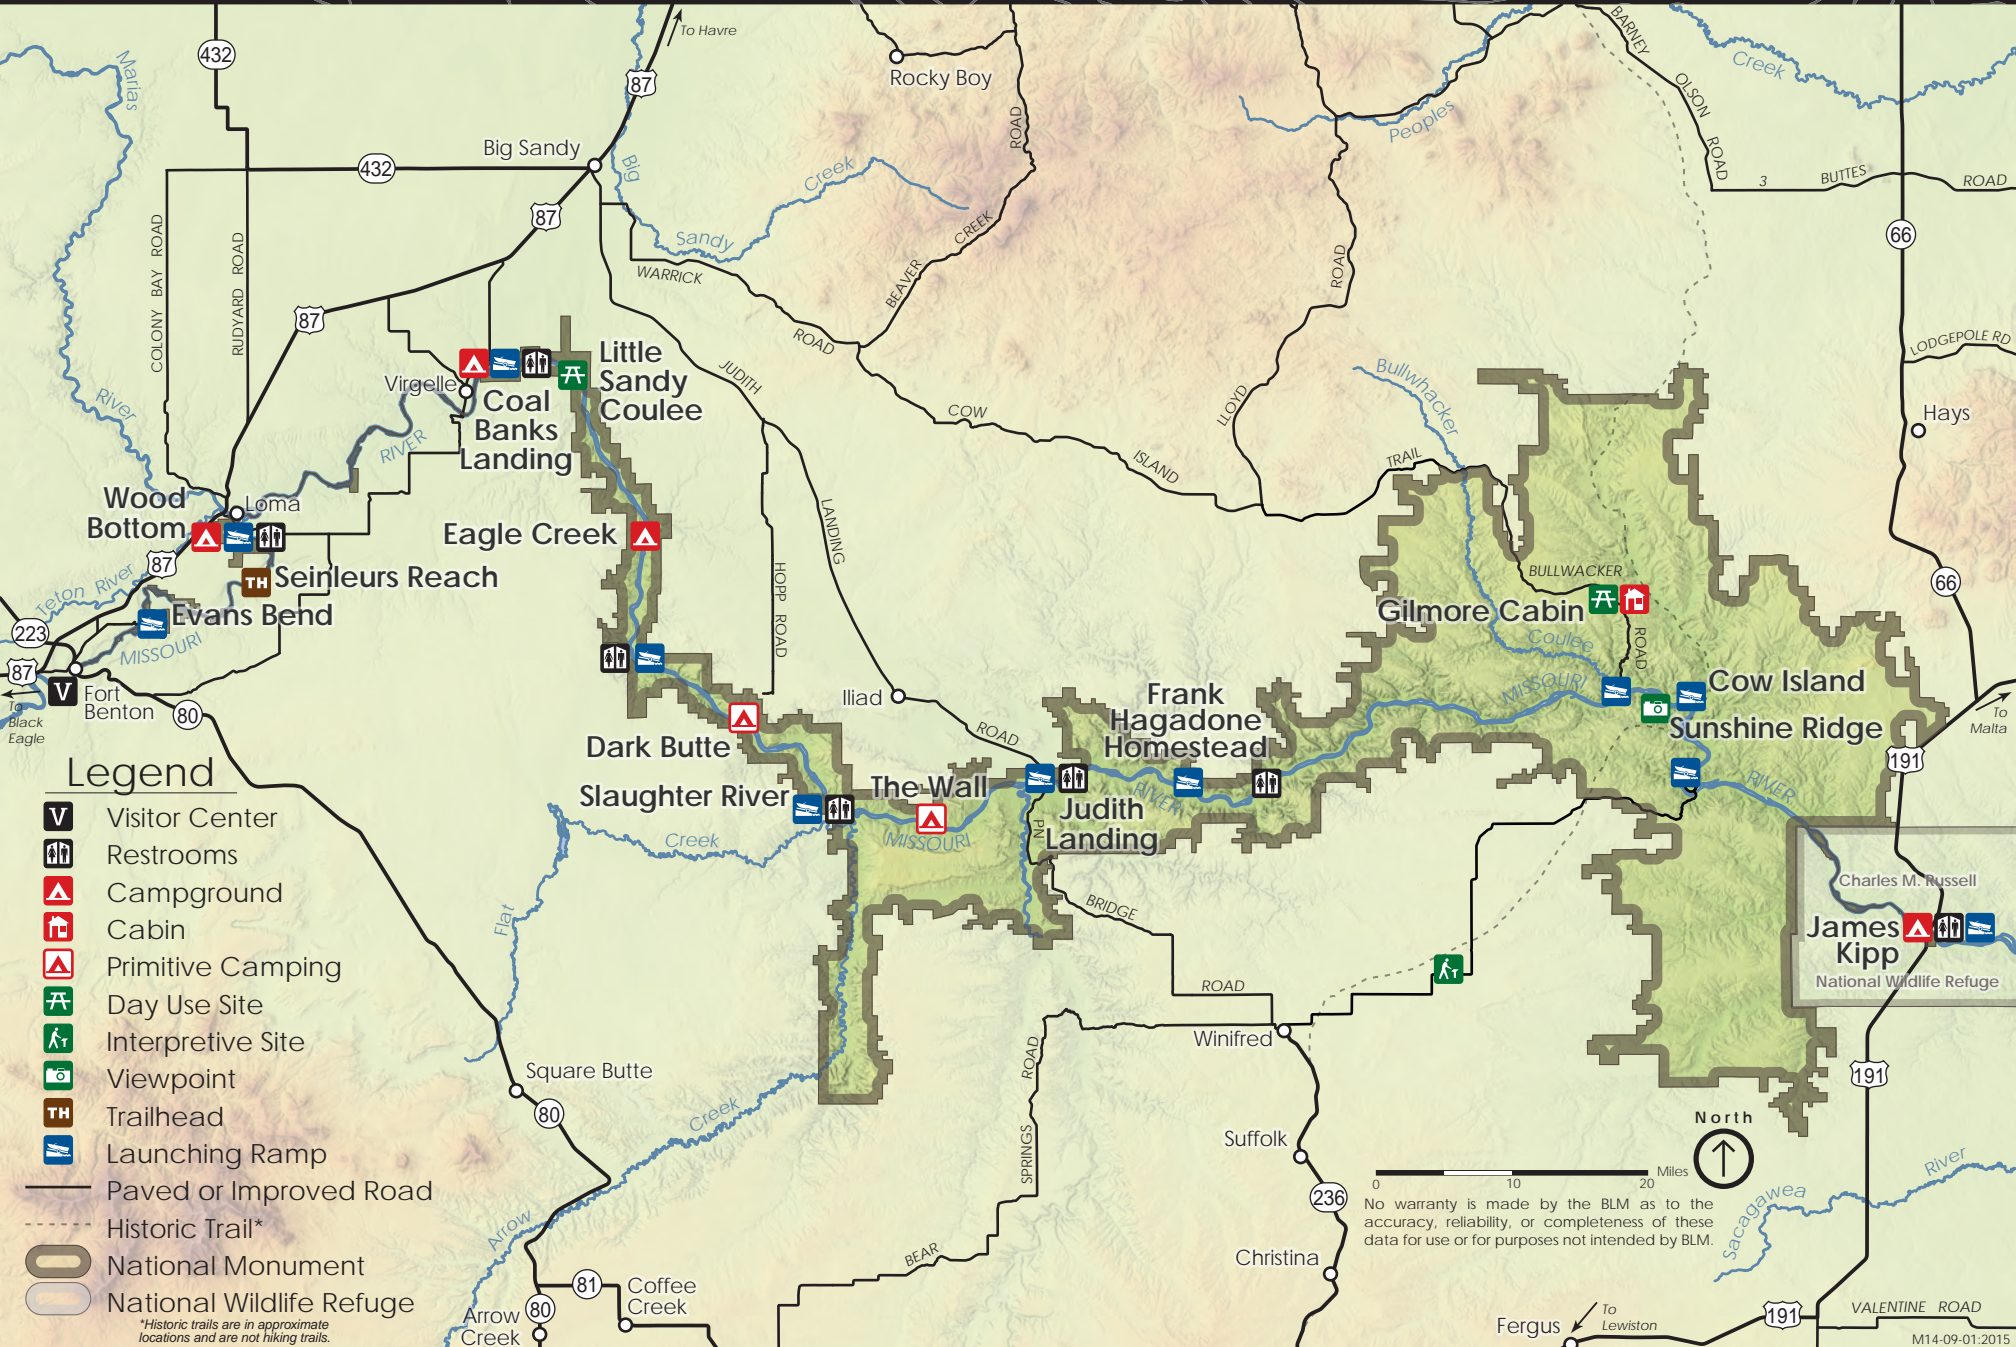 To Havre
432
87
Rocky Boy
BARNEY
OLSON
ROAD
Creek
Marias
River
Peoples
ROAD
Big Sandy
432
87
Big
Sandy
Creek
BEAVER
CREEK
3
BUTTES
ROAD
66
COLONY BAY ROAD
RUDYARD ROAD
87
WARRICK
ROAD
JUDITH
LANDING
ROAD
COW
ISLAND
TRAIL
LLOYD
ROAD
Bullwhacker
LODGEPOLE RD
Hays
66
Virgelle
Little
Sandy
Coulee
Coal
Banks
Landing
RIVER
Wood
Bottom
Loma
87
Eagle Creek
TH
Seinleurs Reach
Evans Bend
Teton River
MISSOURI
223
87
To
Black
Eagle
V
Fort
Benton
80
HOPP ROAD
Iliad
BULLWACKER
ROAD
Gilmore Cabin
Coulee
MISSOURI
Cow Island
Sunshine Ridge
To
Malta
191
RIVER
Frank
Hagadone
Homestead
Dark Butte
Slaughter River
The Wall
MISSOURI
RIVER
Judith
Landing
PN
BRIDGE
ROAD
Creek
Flat
Charles M. Russell
James
Kipp
National Wildlife Refuge
Winifred
191
Legend
V Visitor Center
Restrooms
Campground
Cabin
Primitive Camping
Day Use Site
Interpretive Site
Viewpoint
TH Trailhead
Launching Ramp
Paved or Improved Road
Historic Trail*
National Monument
National Wildlife Refuge
*Historic trails are in approximate
locations and are not hiking trails.
Square Butte
80
Creek
Arrow
SPRINGS
ROAD
BEAR
81
Coffee
Creek
Arrow
Creek
80
Suffolk
236
Christina
North
0 10 20 Miles
No warranty is made by the BLM as to the
accuracy, reliability, or completeness of these
data for use or for purposes not intended by BLM.
Sacagawea
River
Fergus
To
Lewiston
191
VALENTINE ROAD
M14-09-01:2015